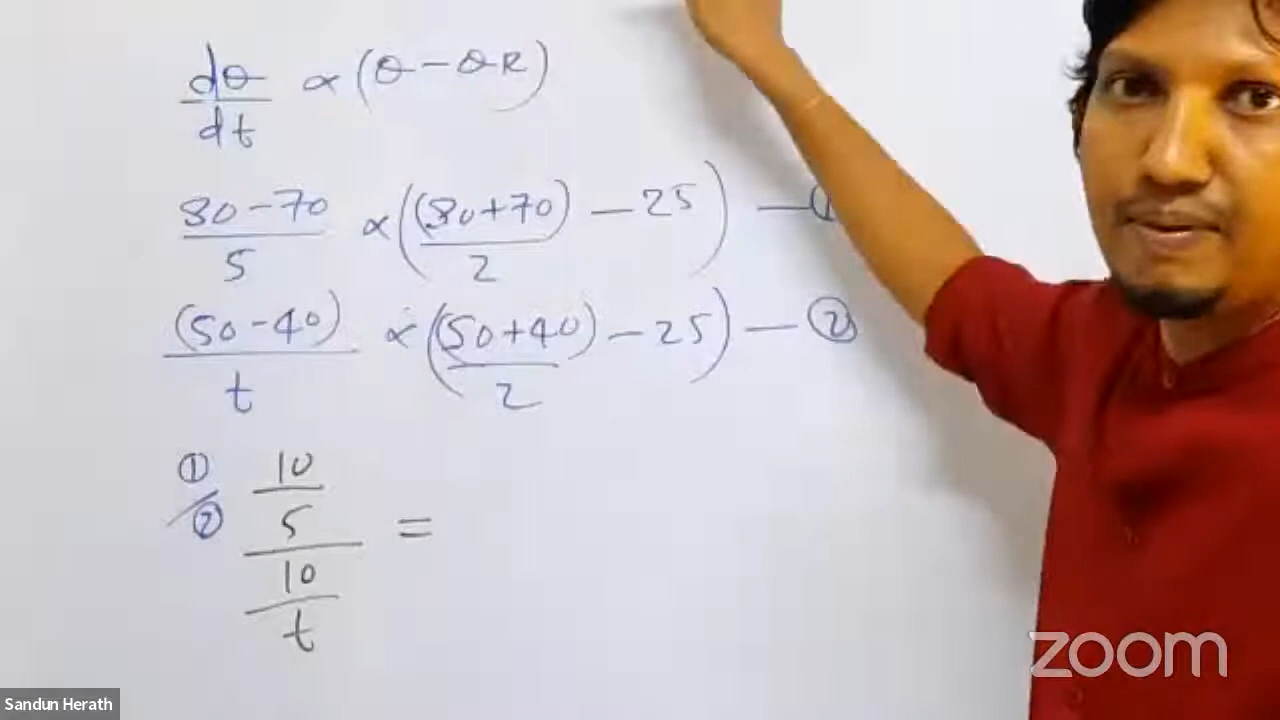 dθ/dt ∝ (θ - θR)
80-70/5 ∝ ((80+70)/2 - 25) — ①
(50-40)/t ∝ ((50+40)/2 - 25) — ②
①/② 10/5 / 10/t =
zoom
Sandun Herath